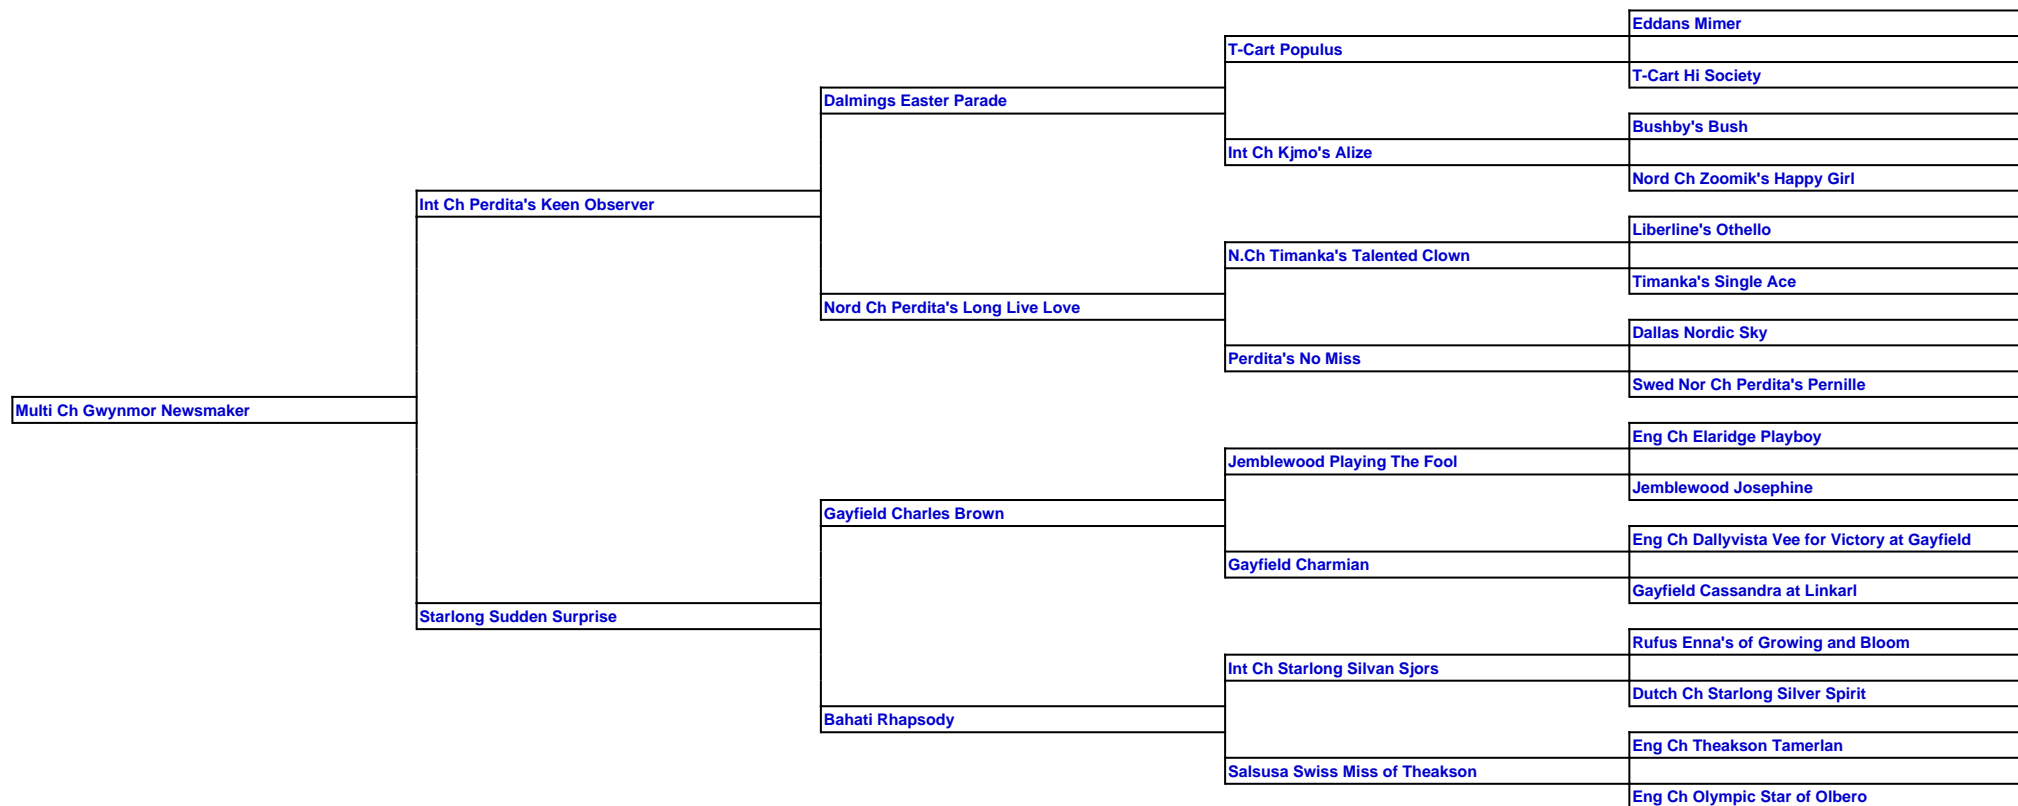 Eddans Mimer
T-Cart Populus
T-Cart Hi Society
Dalmings Easter Parade
Bushby's Bush
Int Ch Kjmo's Alize
Nord Ch Zoomik's Happy Girl
Int Ch Perdita's Keen Observer
Liberline's Othello
N.Ch Timanka's Talented Clown
Timanka's Single Ace
Nord Ch Perdita's Long Live Love
Dallas Nordic Sky
Perdita's No Miss
Swed Nor Ch Perdita's Pernille
Multi Ch Gwynmor Newsmaker
Eng Ch Elaridge Playboy
Jemblewood Playing The Fool
Jemblewood Josephine
Gayfield Charles Brown
Eng Ch Dallyvista Vee for Victory at Gayfield
Gayfield Charmian
Gayfield Cassandra at Linkarl
Starlong Sudden Surprise
Rufus Enna's of Growing and Bloom
Int Ch Starlong Silvan Sjors
Dutch Ch Starlong Silver Spirit
Bahati Rhapsody
Eng Ch Theakson Tamerlan
Salsusa Swiss Miss of Theakson
Eng Ch Olympic Star of Olbero